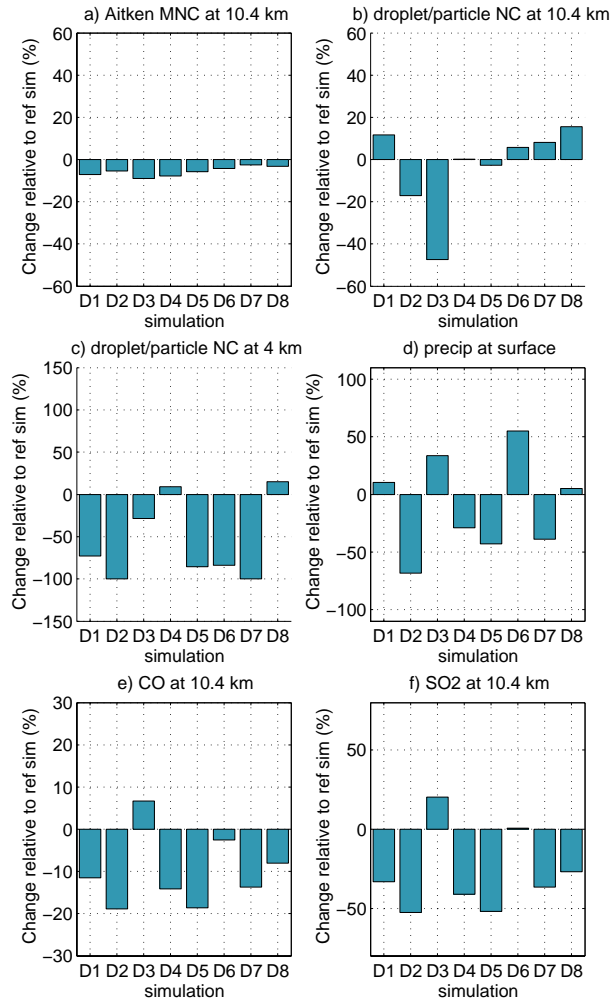 a) Aitken MNC at 10.4 km
Change relative to ref sim (%)
60
40
20
0
−20
−40
−60
D1 D2 D3 D4 D5 D6 D7 D8
simulation
b) droplet/particle NC at 10.4 km
Change relative to ref sim (%)
60
40
20
0
−20
−40
−60
D1 D2 D3 D4 D5 D6 D7 D8
simulation
c) droplet/particle NC at 4 km
Change relative to ref sim (%)
150
100
50
0
−50
−100
−150
D1 D2 D3 D4 D5 D6 D7 D8
simulation
d) precip at surface
Change relative to ref sim (%)
100
50
0
−50
−100
D1 D2 D3 D4 D5 D6 D7 D8
simulation
e) CO at 10.4 km
Change relative to ref sim (%)
30
20
10
0
−10
−20
−30
D1 D2 D3 D4 D5 D6 D7 D8
simulation
f) SO2 at 10.4 km
Change relative to ref sim (%)
50
0
−50
D1 D2 D3 D4 D5 D6 D7 D8
simulation